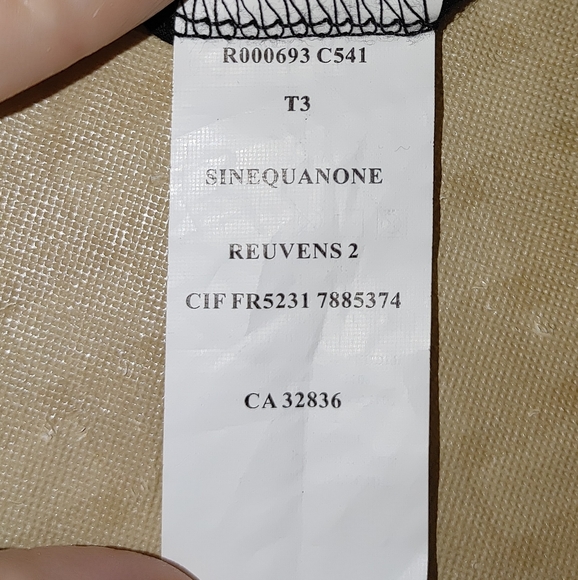 R000693 C541
T3
SINEQUANONE
REUVENS 2
CIF FR5231 7885374
CA 32836